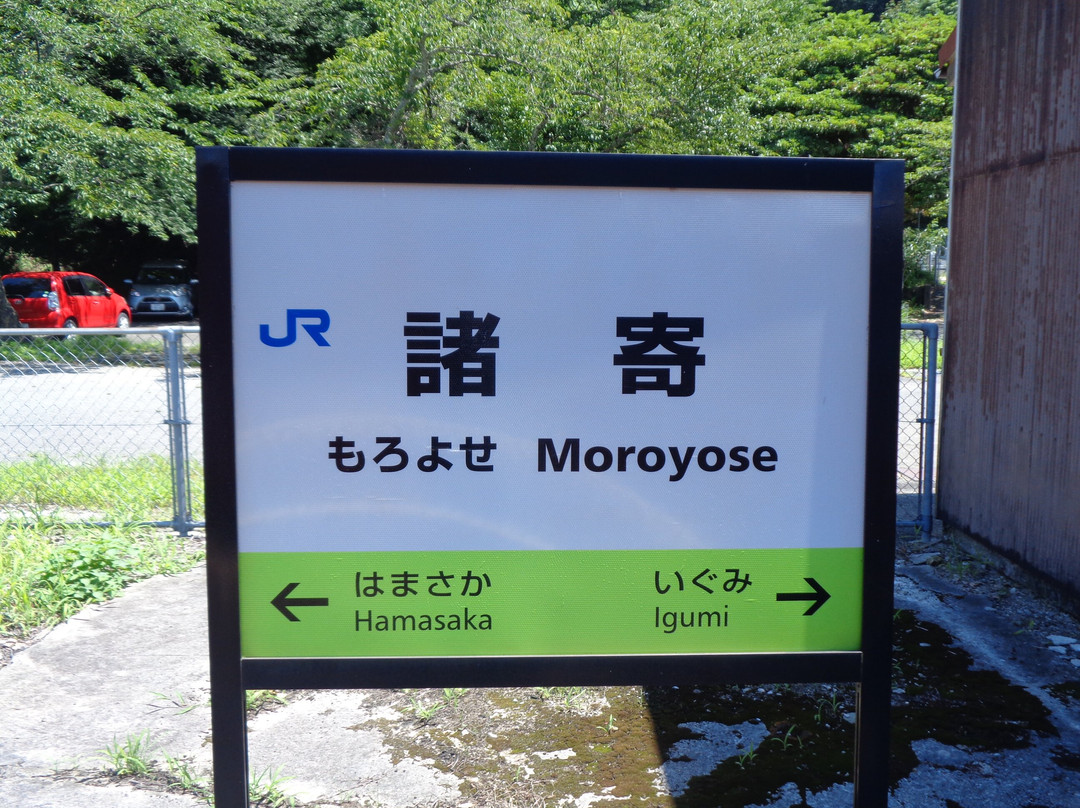 JR 諸寄
もろよせ Moroyose
← はまさか いぐみ →
Hamasaka Igumi